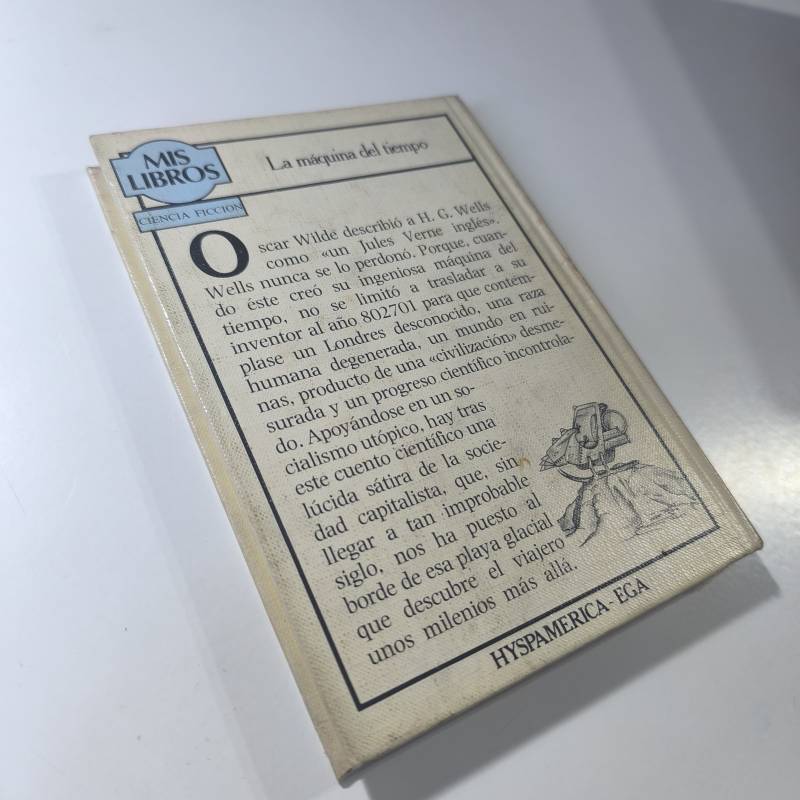 MIS
LIBROS
CIENCIA FICCION
La máquina del tiempo
Oscar Wilde describió a H. G. Wells
como «un Jules Verne inglés».
Wells nunca se lo perdonó. Porque, cuan-
do éste creó su ingeniosa máquina del
tiempo, no se limitó a trasladar a su
inventor al año 802701 para que contem-
plase un Londres desconocido, una raza
humana degenerada, un mundo en rui-
nas, producto de una «civilización» desme-
surada y un progreso científico incontrola-
do. Apoyándose en un so-
cialismo utópico, hay tras
este cuento científico una
lúcida sátira de la socie-
dad capitalista, que, sin
llegar a tan improbable
siglo, nos ha puesto al
borde de esa playa glacial
que descubre el viajero
unos milenios más allá.
HYSPAMERICA-EGA